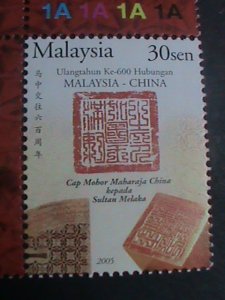 1A 1A 1A 1A
Malaysia 30sen
Ulangtahun Ke-600 Hubungan
MALAYSIA - CHINA
马中交往六百周年
Cap Mohor Maharaja China
kepada
Sultan Melaka
2005